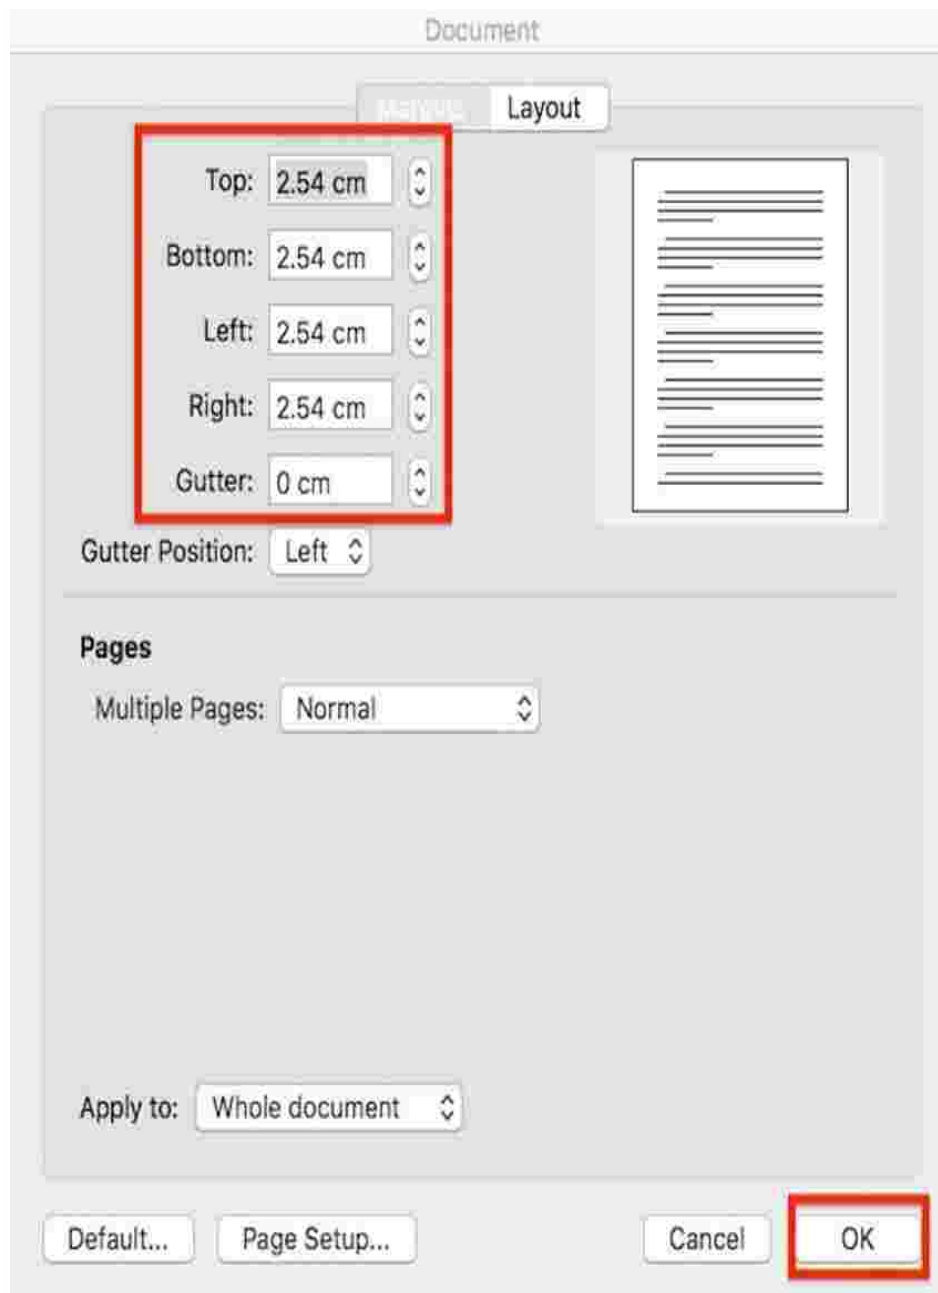 Document
Layout
Top: 2.54 cm
Bottom: 2.54 cm
Left: 2.54 cm
Right: 2.54 cm
Gutter: 0 cm
Gutter Position: Left
Pages
Multiple Pages: Normal
Apply to: Whole document
Default... Page Setup... Cancel OK